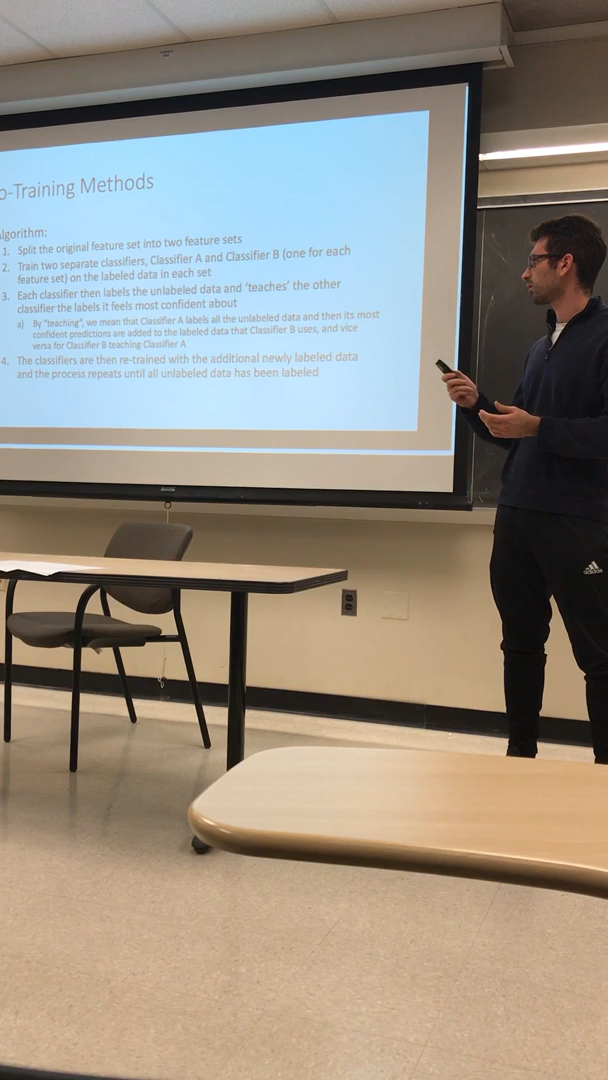 o-Training Methods
lgorithm:
1. Split the original feature set into two feature sets
2. Train two separate classifiers, Classifier A and Classifier B (one for each
feature set) on the labeled data in each set
3. Each classifier then labels the unlabeled data and ‘teaches’ the other
classifier the labels it feels most confident about
a) By “teaching”, we mean that Classifier A labels all the unlabeled data and then its most
confident predictions are added to the labeled data that Classifier B uses, and vice
versa for Classifier B teaching Classifier A
4. The classifiers are then re-trained with the additional newly labeled data
and the process repeats until all unlabeled data has been labeled
adidas